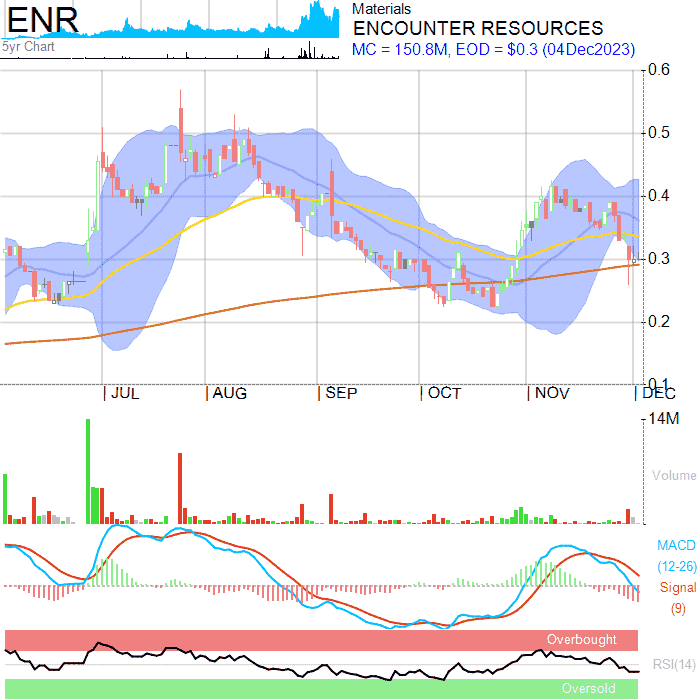 ENR
5yr Chart
Materials
ENCOUNTER RESOURCES
MC = 150.8M, EOD = $0.3 (04Dec2023)
0.6
0.5
0.4
0.3
0.2
0.1
JUL AUG SEP OCT NOV DEC
14M
Volume
MACD
(12-26)
Signal
(9)
Overbought
RSI(14)
Oversold